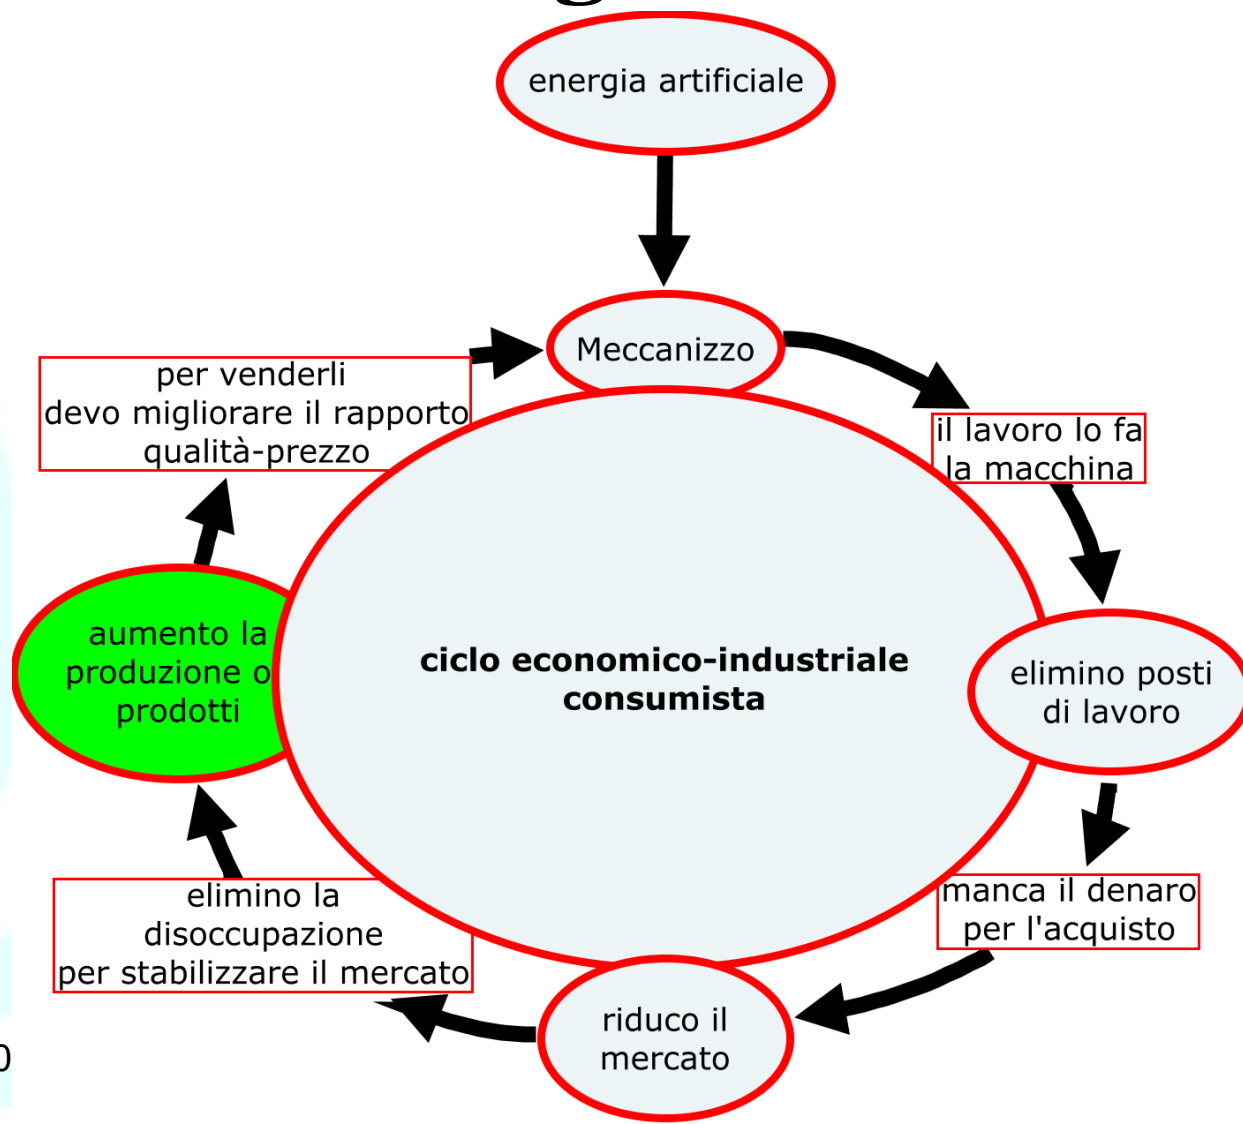 energia artificiale
Meccanizzo
il lavoro lo fa
la macchina
elimino posti
di lavoro
manca il denaro
per l'acquisto
riduco il
mercato
elimino la
disoccupazione
per stabilizzare il mercato
aumento la
produzione o
prodotti
per venderli
devo migliorare il rapporto
qualità-prezzo
ciclo economico-industriale
consumista